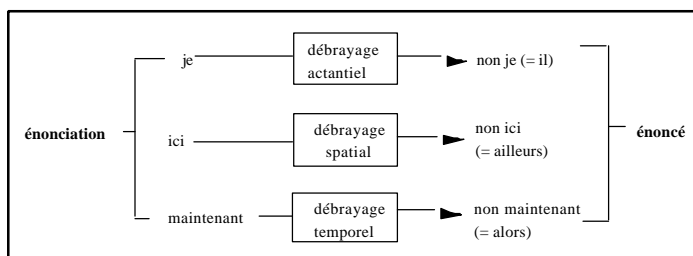 je
débrayage
actantiel
non je (= il)
énonciation
ici
débrayage
spatial
non ici
(= ailleurs)
énoncé
maintenant
débrayage
temporel
non maintenant
(= alors)